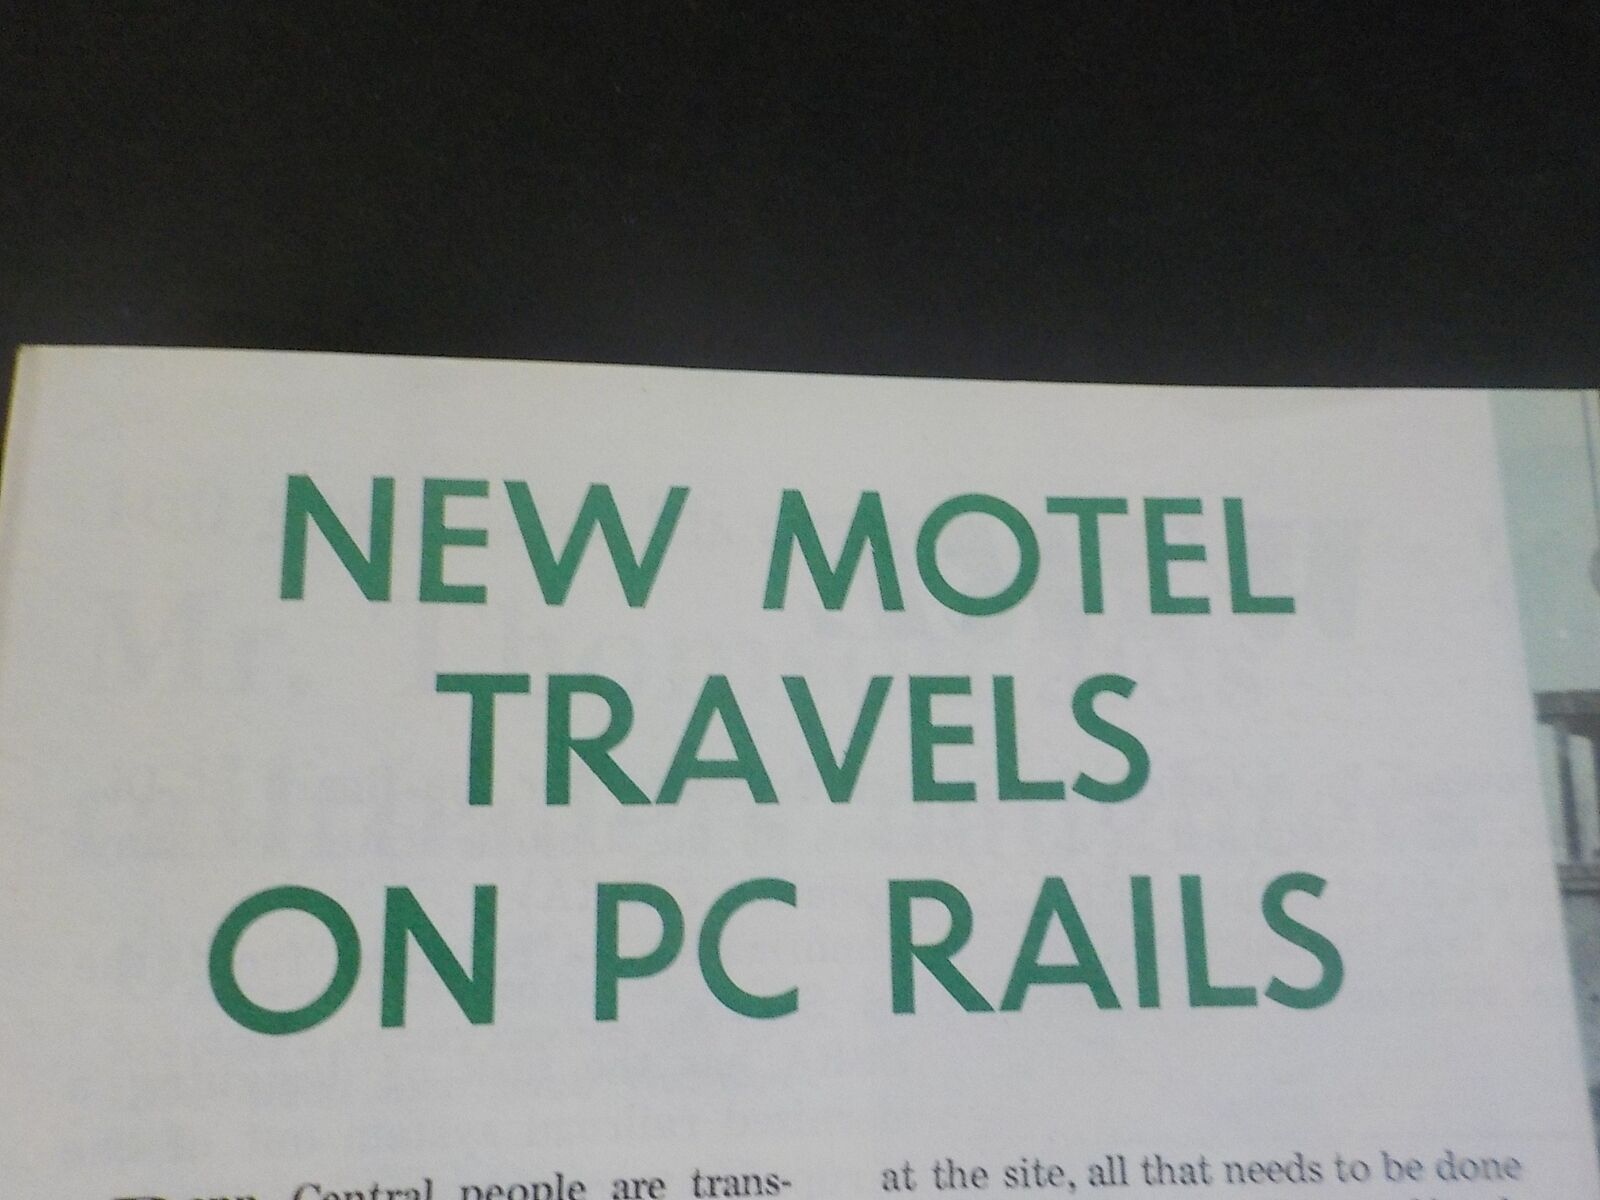 NEW MOTEL
TRAVELS
ON PC RAILS
Central people are trans-
at the site, all that needs to be done